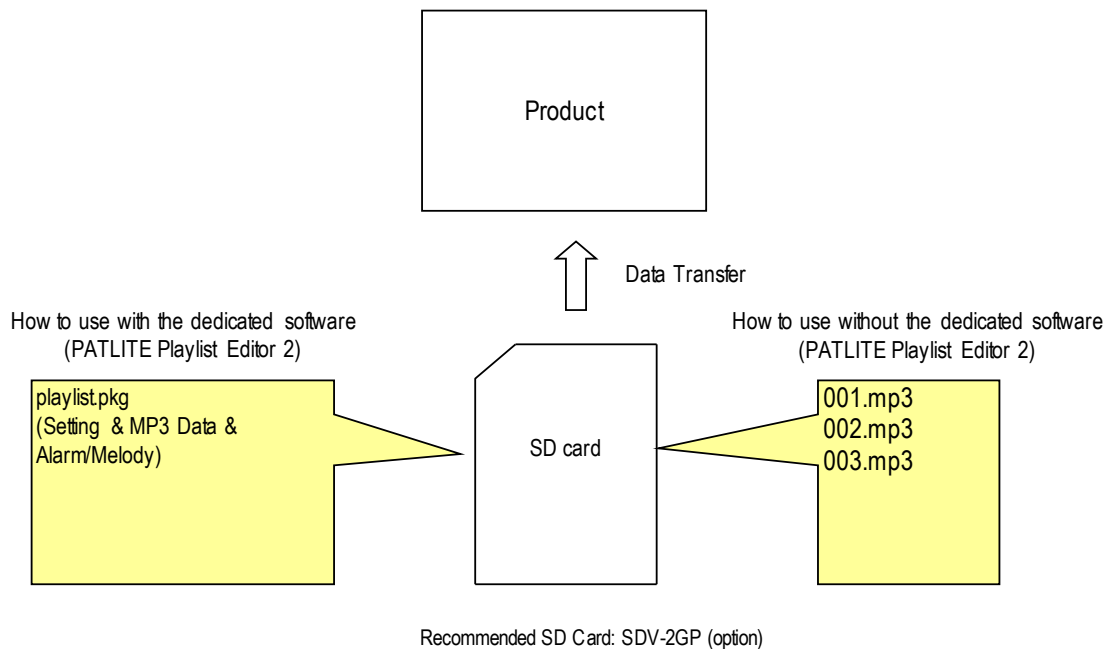 Product
Data Transfer
How to use with the dedicated software
(PATLITE Playlist Editor 2)
playlist.pkg
(Setting & MP3 Data &
Alarm/Melody)
SD card
How to use without the dedicated software
(PATLITE Playlist Editor 2)
001.mp3
002.mp3
003.mp3
Recommended SD Card: SDV-2GP (option)